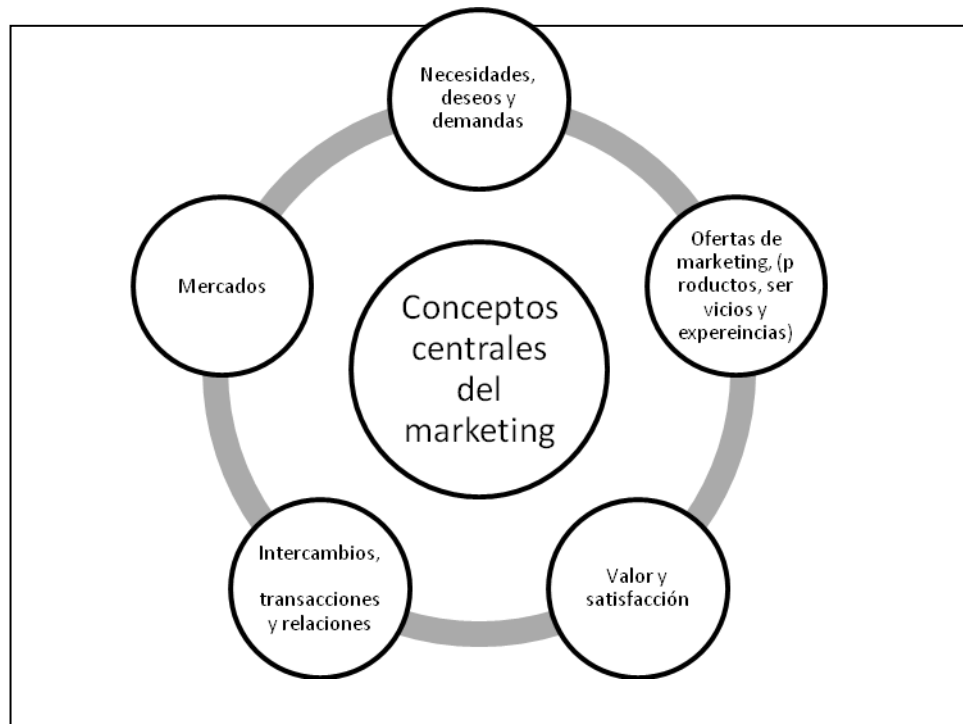 Necesidades,
deseos y
demandas
Ofertas de
marketing, (p
roductos, ser
vicios y
expereincias)
Mercados
Conceptos
centrales
del
marketing
Intercambios,
transacciones
y relaciones
Valor y
satisfacción